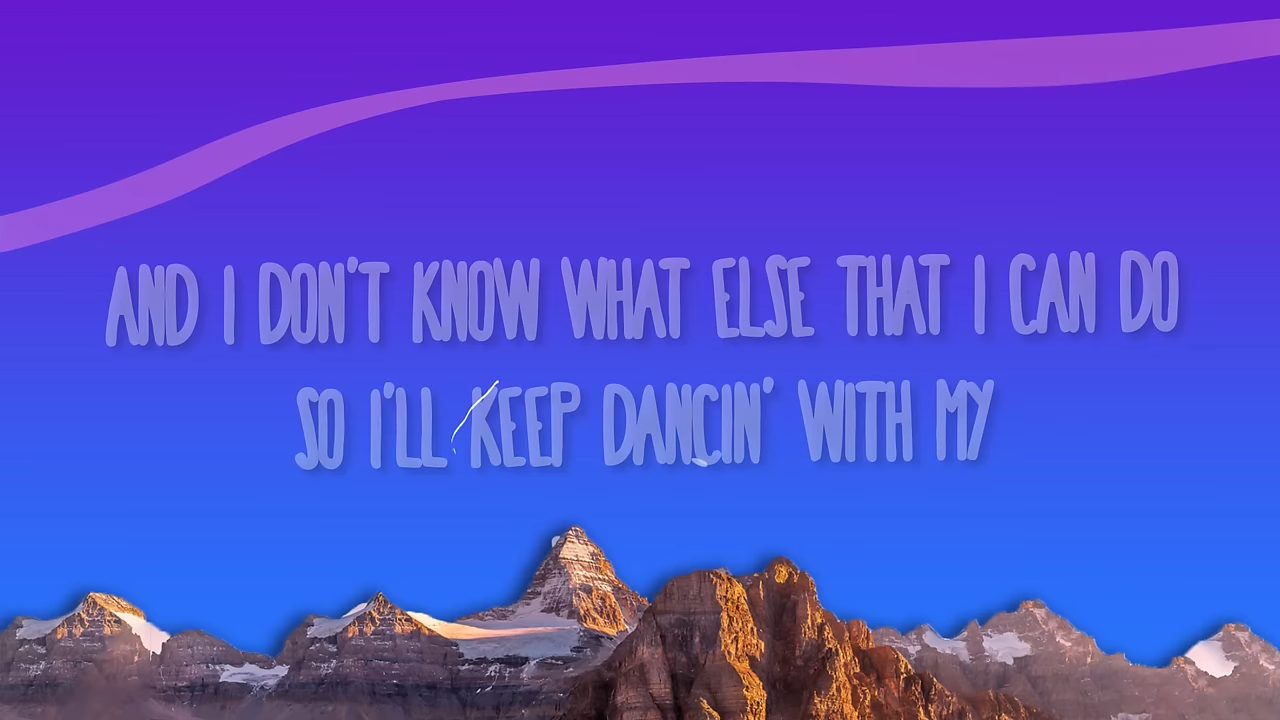 AND I DON'T KNOW WHAT ELSE THAT I CAN DO
SO I'LL KEEP DANCIN' WITH MY